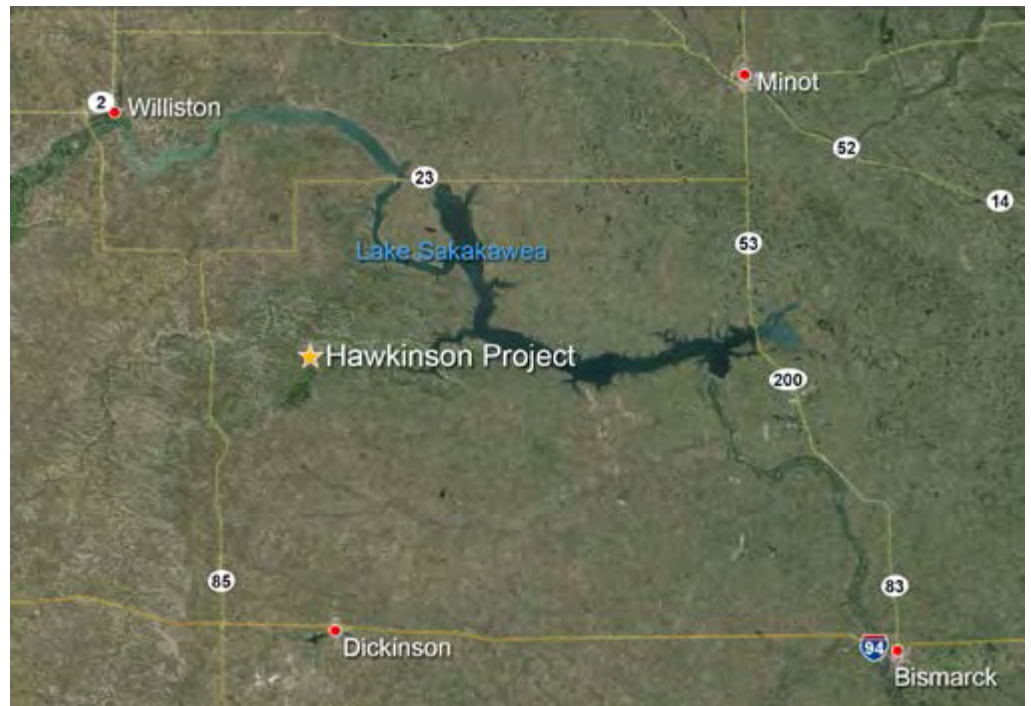 Minot
2
Williston
52
23
14
53
Lake Sakakawea
Hawkinson Project
200
85
83
Dickinson
94
Bismarck